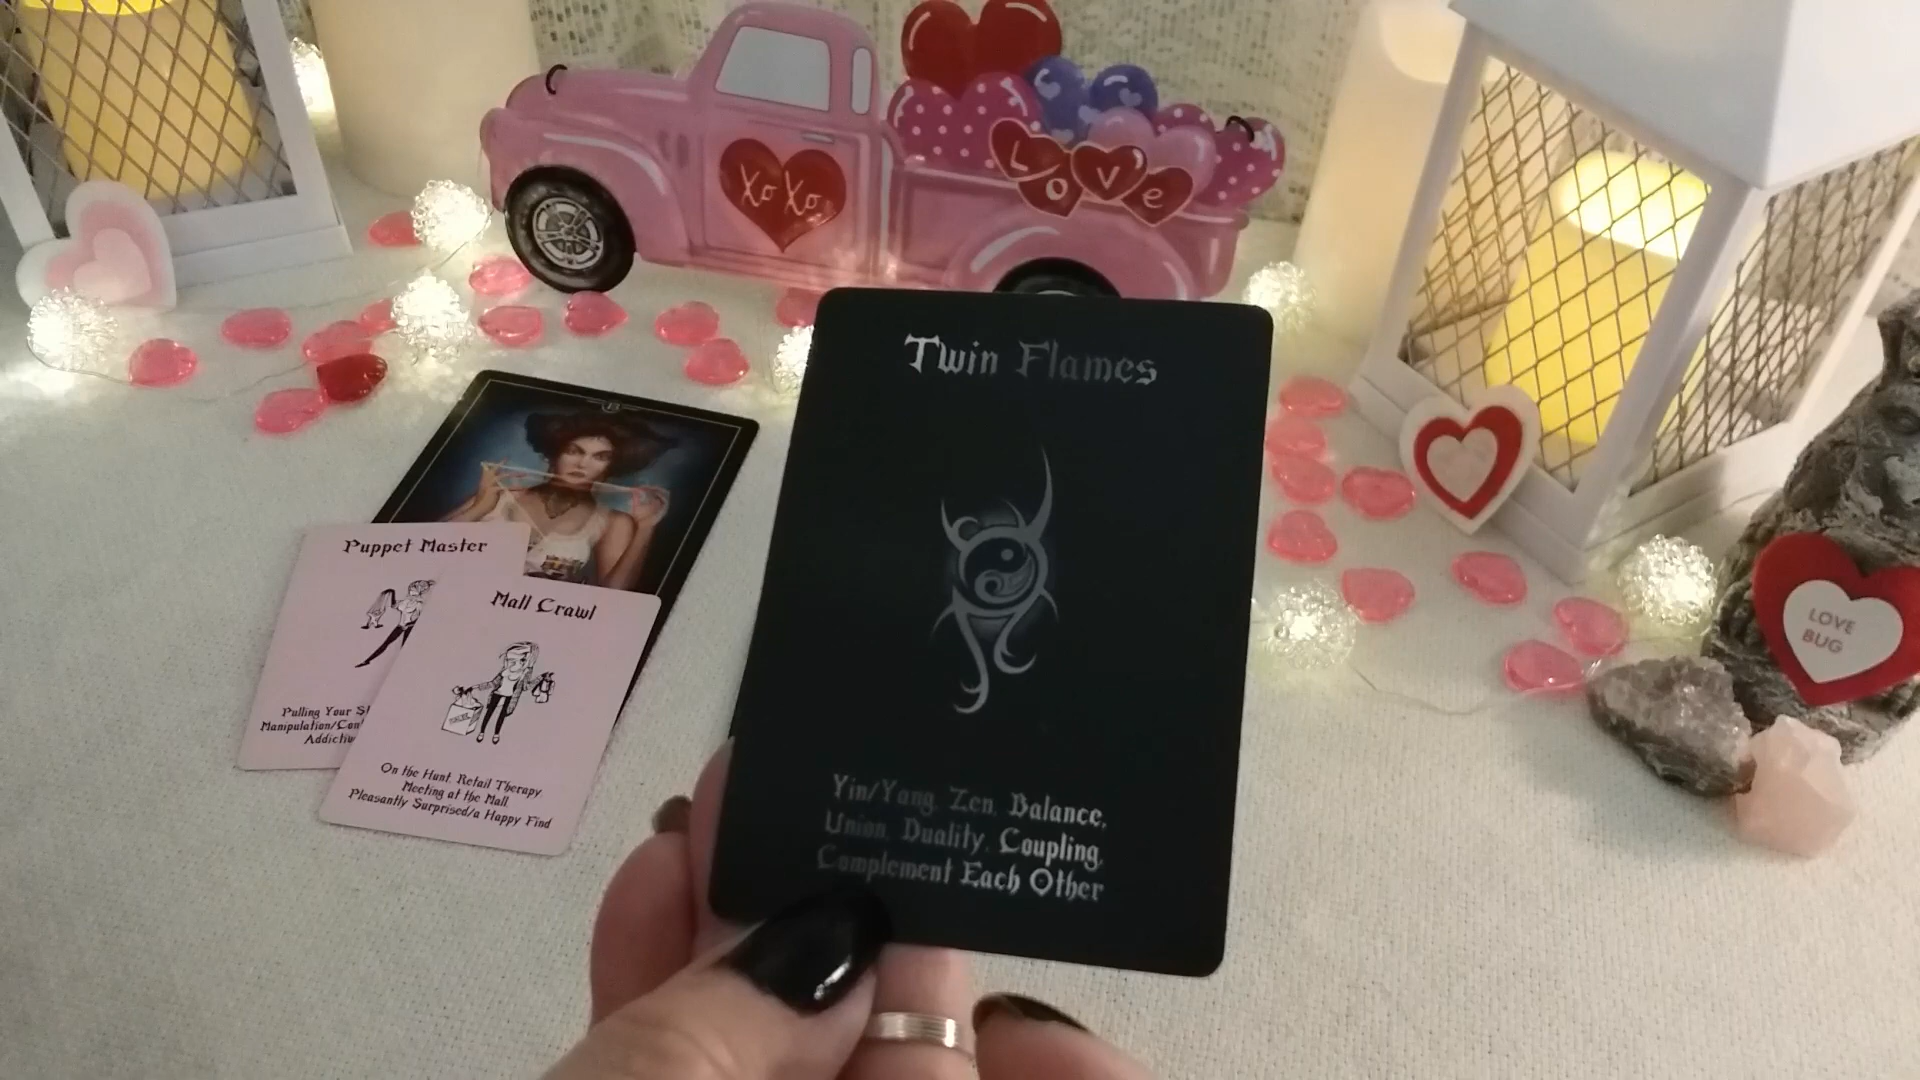 XoXo
Love
Twin Flames
Yin/Yang, Zen, Balance,
Union, Duality, Coupling,
Complement Each Other
Puppet Master
Pulling Your
Manipulation/
Mall Crawl
On the Hunt, Retail Therapy
Meeting at the Mall,
Pleasantly Surprised/a Happy Find
LOVE
BUG